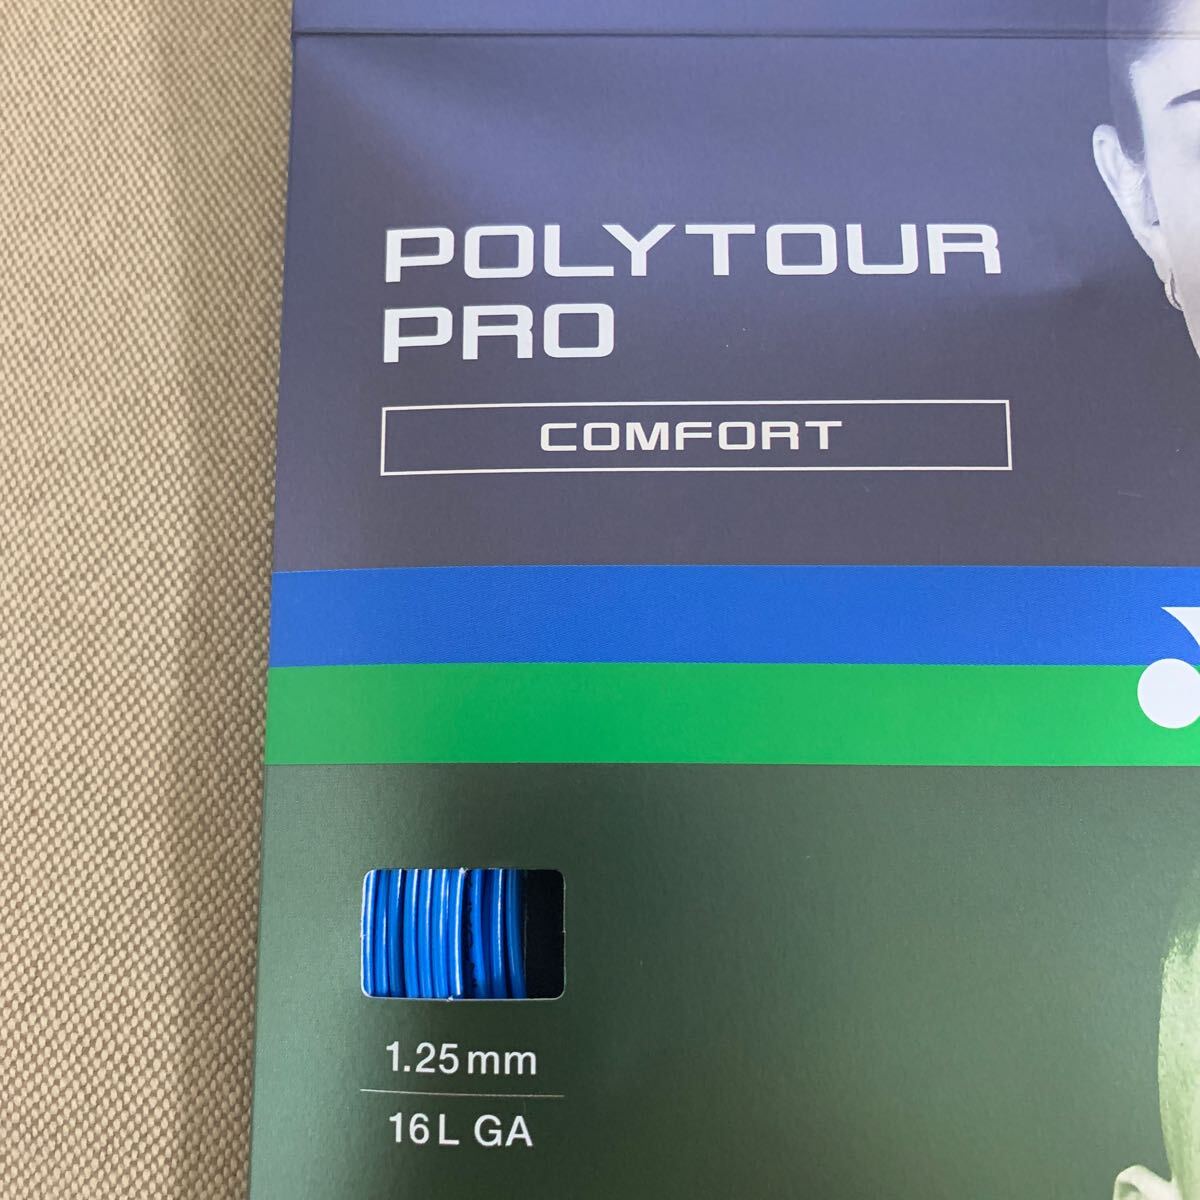 POLYTOUR
PRO
COMFORT
1.25mm
16L GA